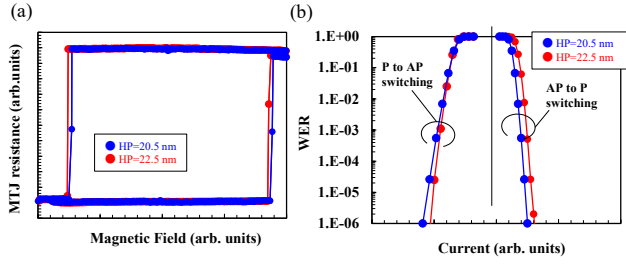 (a)
MTJ resistance (arb,units)
HP=20.5 nm
HP=22.5 nm
Magnetic Field (arb. units)
(b)
WER
1.E+00
1.E-01
1.E-02
1.E-03
1.E-04
1.E-05
1.E-06
P to AP
switching
HP=20.5 nm
HP=22.5 nm
AP to P
switching
Current (arb. units)